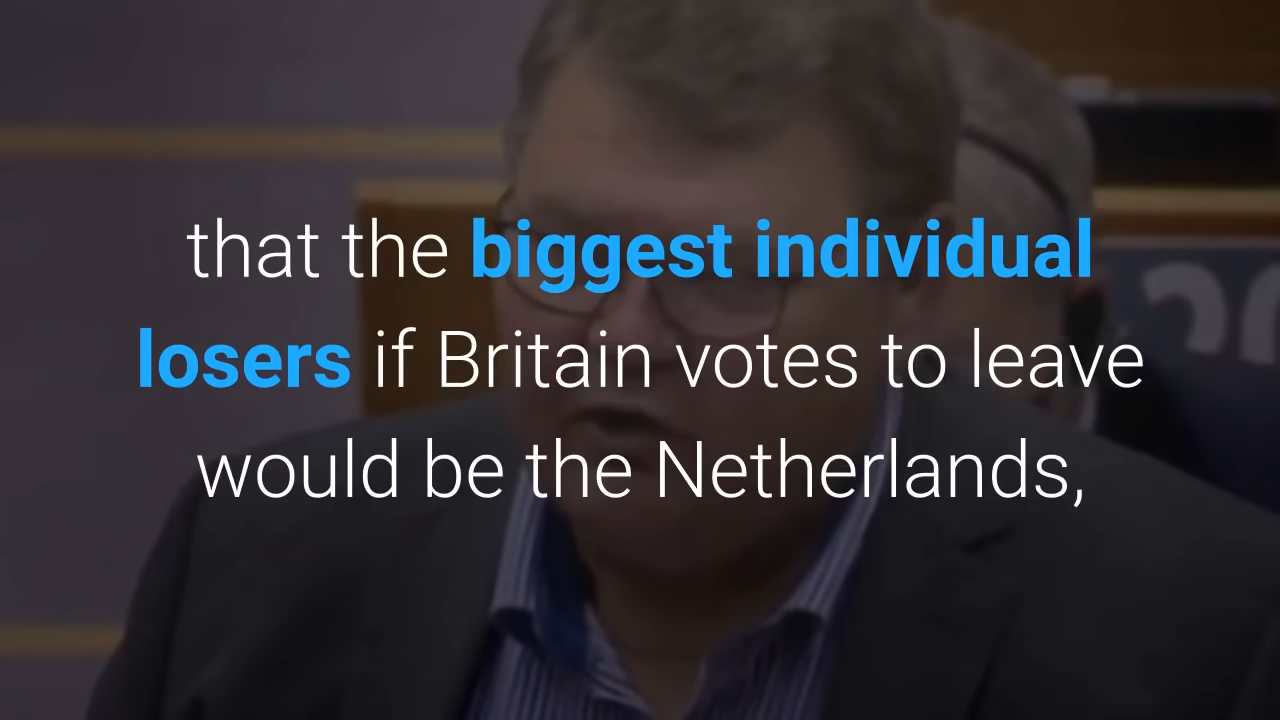 that the biggest individual
losers if Britain votes to leave
would be the Netherlands,